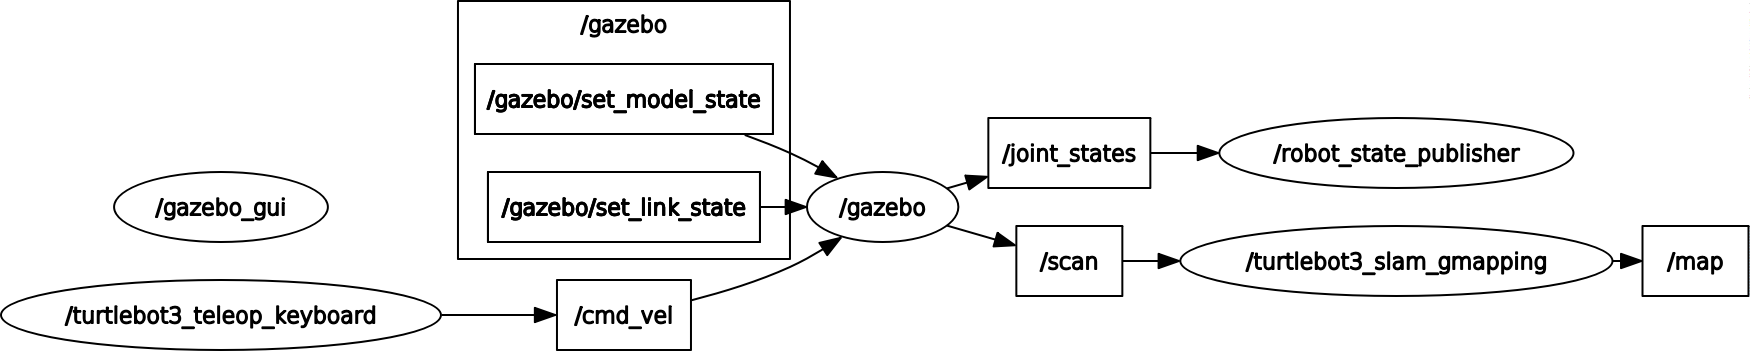 /gazebo
/gazebo/set_model_state
/joint_states
/robot_state_publisher
/gazebo_gui
/gazebo/set_link_state
/gazebo
/scan
/turtlebot3_slam_gmapping
/map
/turtlebot3_teleop_keyboard
/cmd_vel